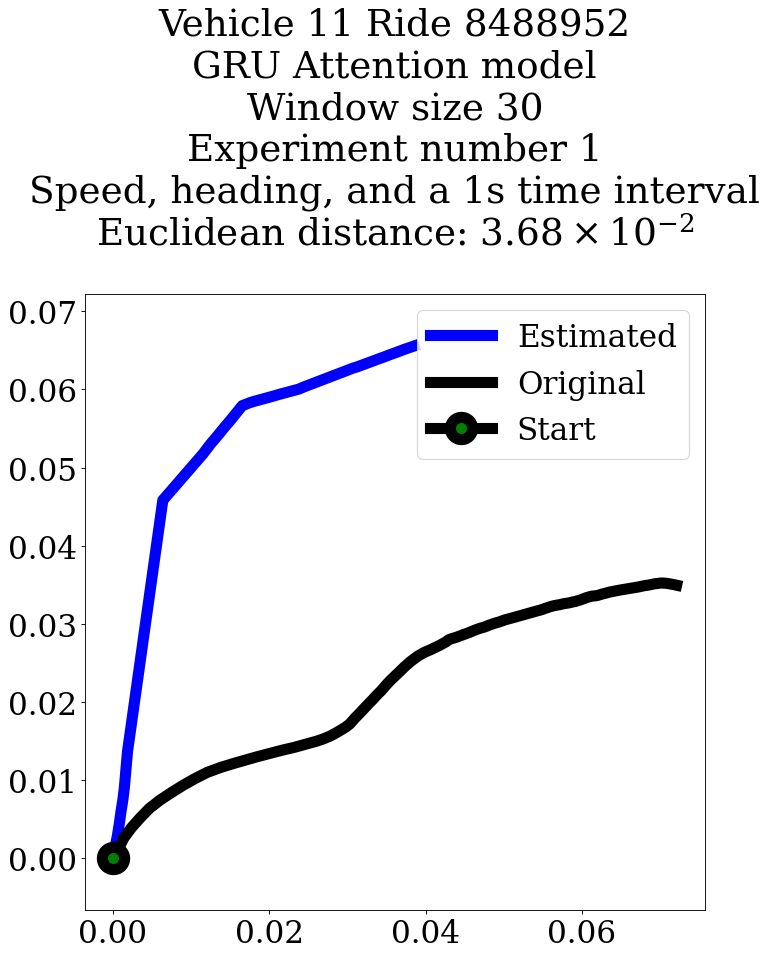 Vehicle 11 Ride 8488952
GRU Attention model
Window size 30
Experiment number 1
Speed, heading, and a 1s time interval
Euclidean distance: 3.68 × 10⁻²
0.07
0.06
0.05
0.04
0.03
0.02
0.01
0.00
Estimated
Original
Start
0.00 0.02 0.04 0.06